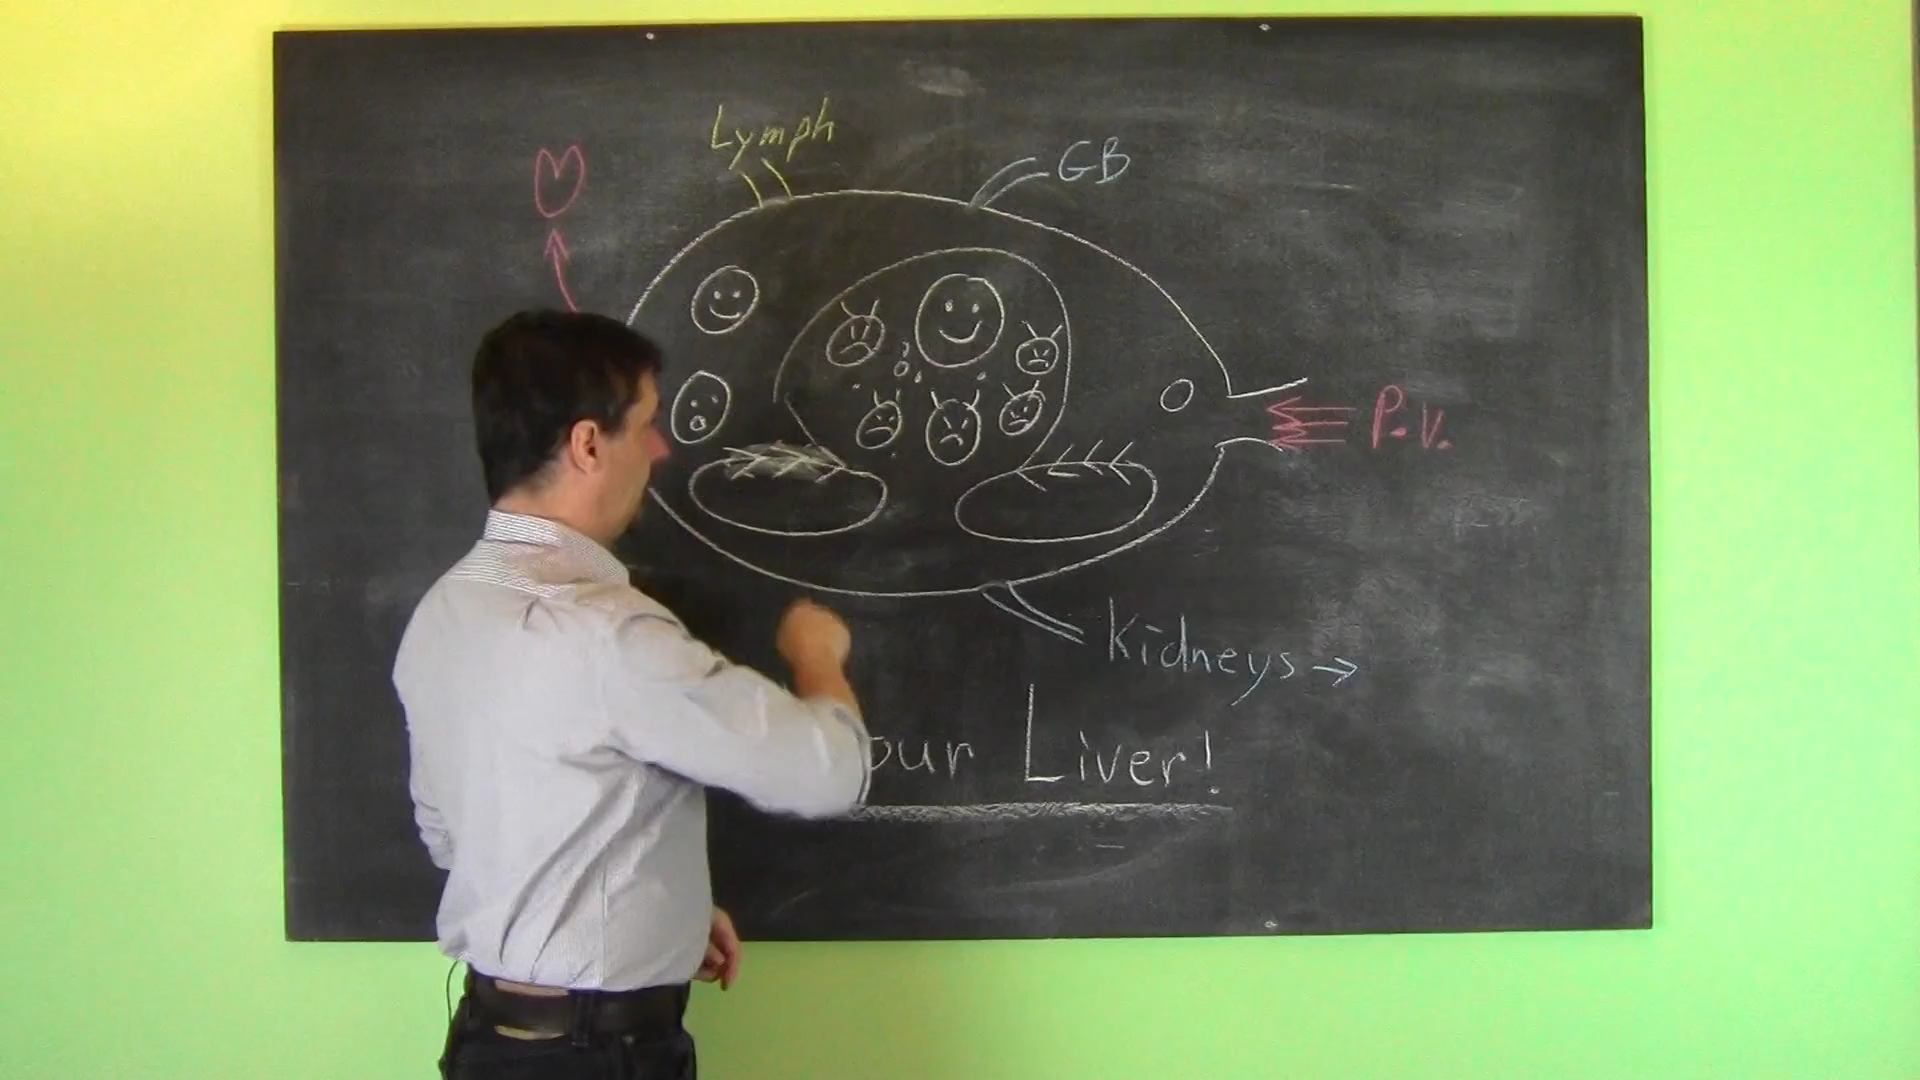 Lymph
GB
P.V.
Kidneys →
our Liver!